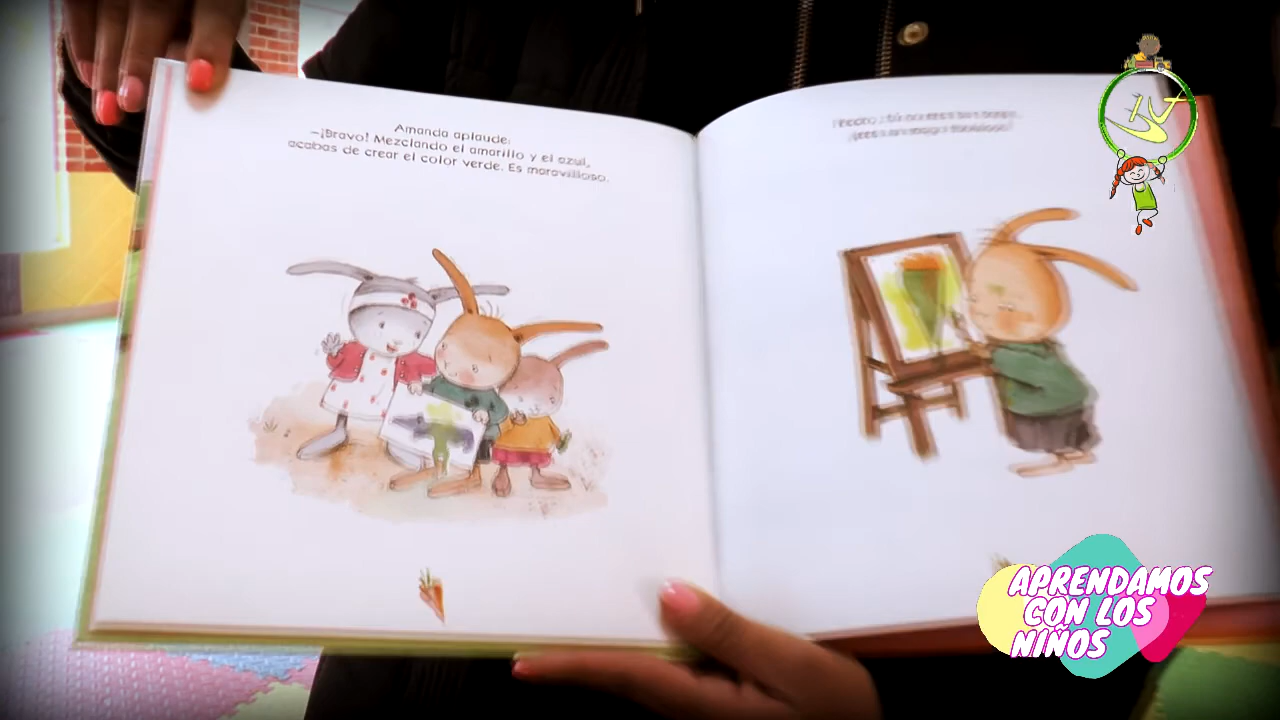 Amanda aplaude:
–¡Bravo! Mezclando el amarillo y el azul,
acabas de crear el color verde. Es maravilloso.
APRENDAMOS
CON LOS
NIÑOS